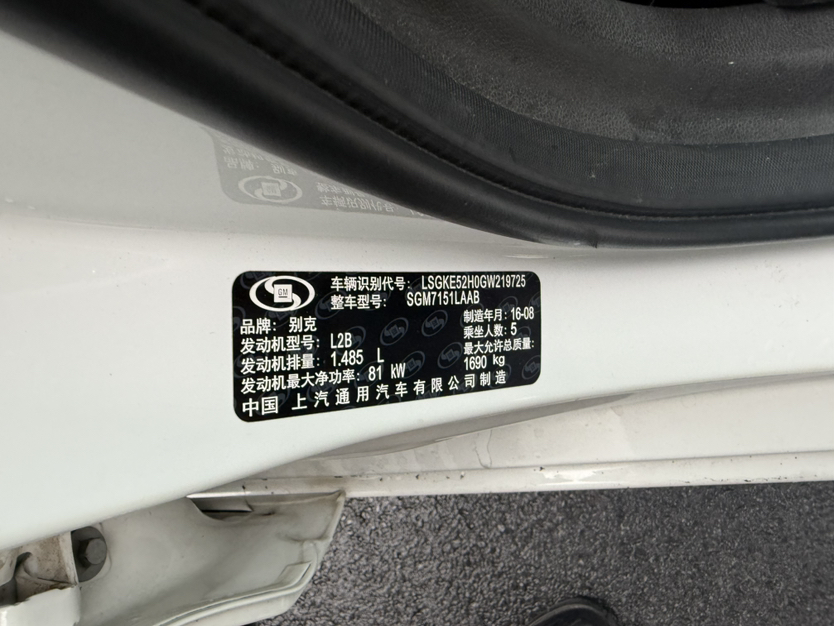 GM
车辆识别代号: LSGKE52H0GW219725
整车型号: SGM7151LAAB
品牌: 别克
制造年月: 16-08
发动机型号: L2B
乘坐人数: 5
发动机排量: 1.485 L
最大允许总质量:
1690 kg
发动机最大净功率: 81 kW
中国 上汽通用汽车有限公司制造